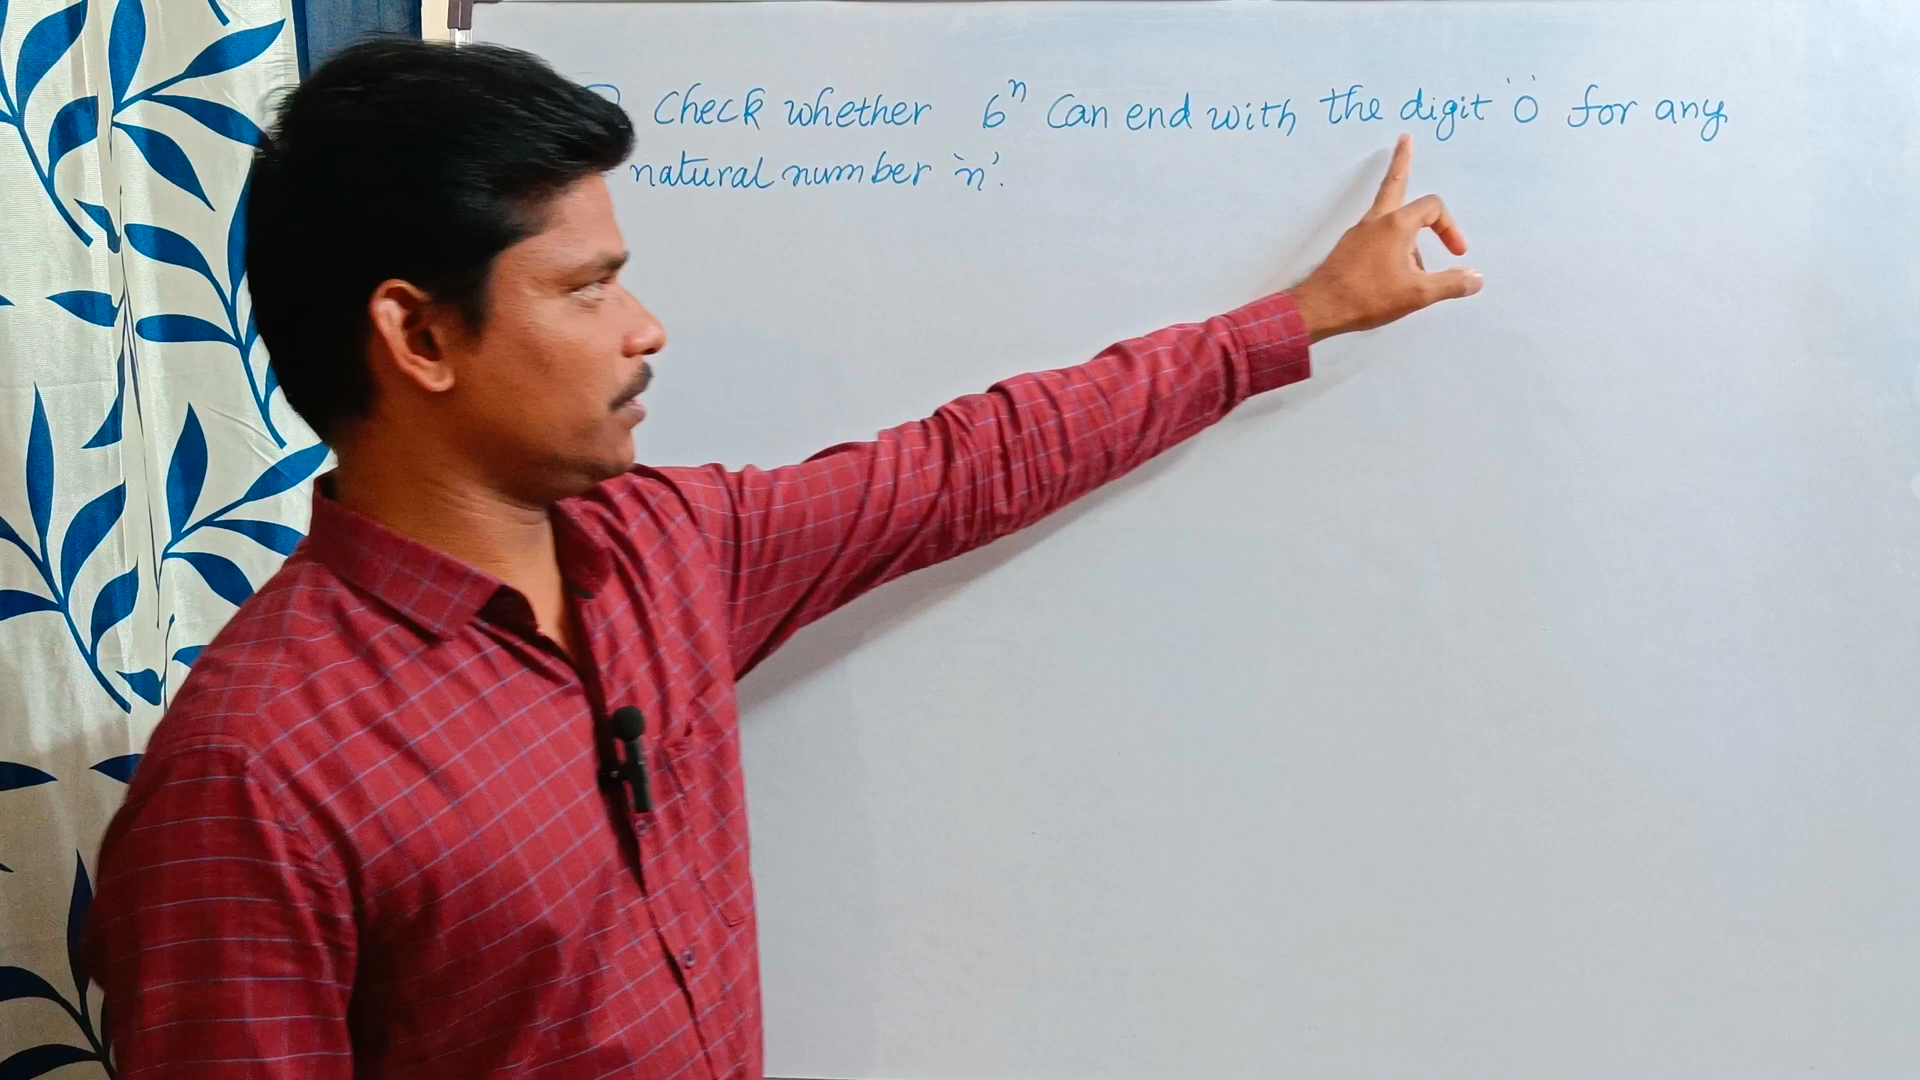 Check whether 6ⁿ Can end with the digit '0' for any
natural number 'n'.